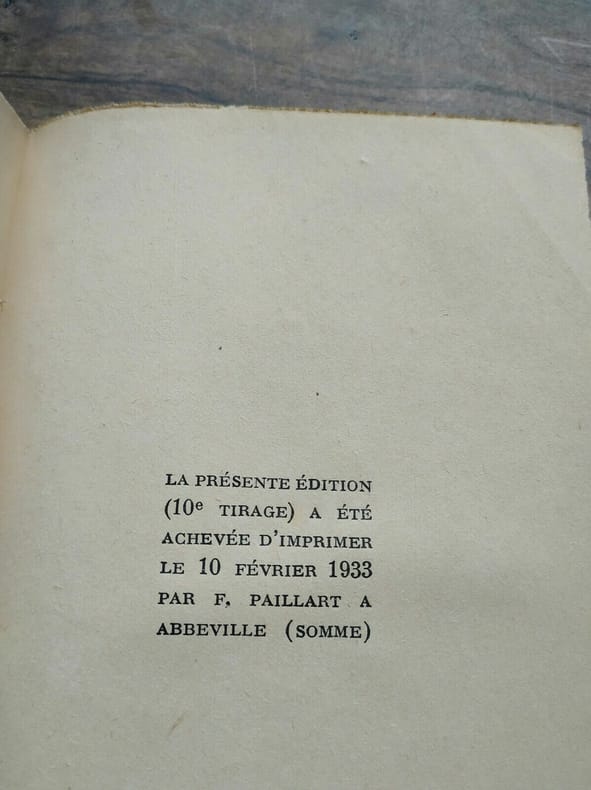 LA PRÉSENTE ÉDITION
(10e TIRAGE) A ÉTÉ
ACHEVÉE D'IMPRIMER
LE 10 FÉVRIER 1933
PAR F. PAILLART A
ABBEVILLE (SOMME)